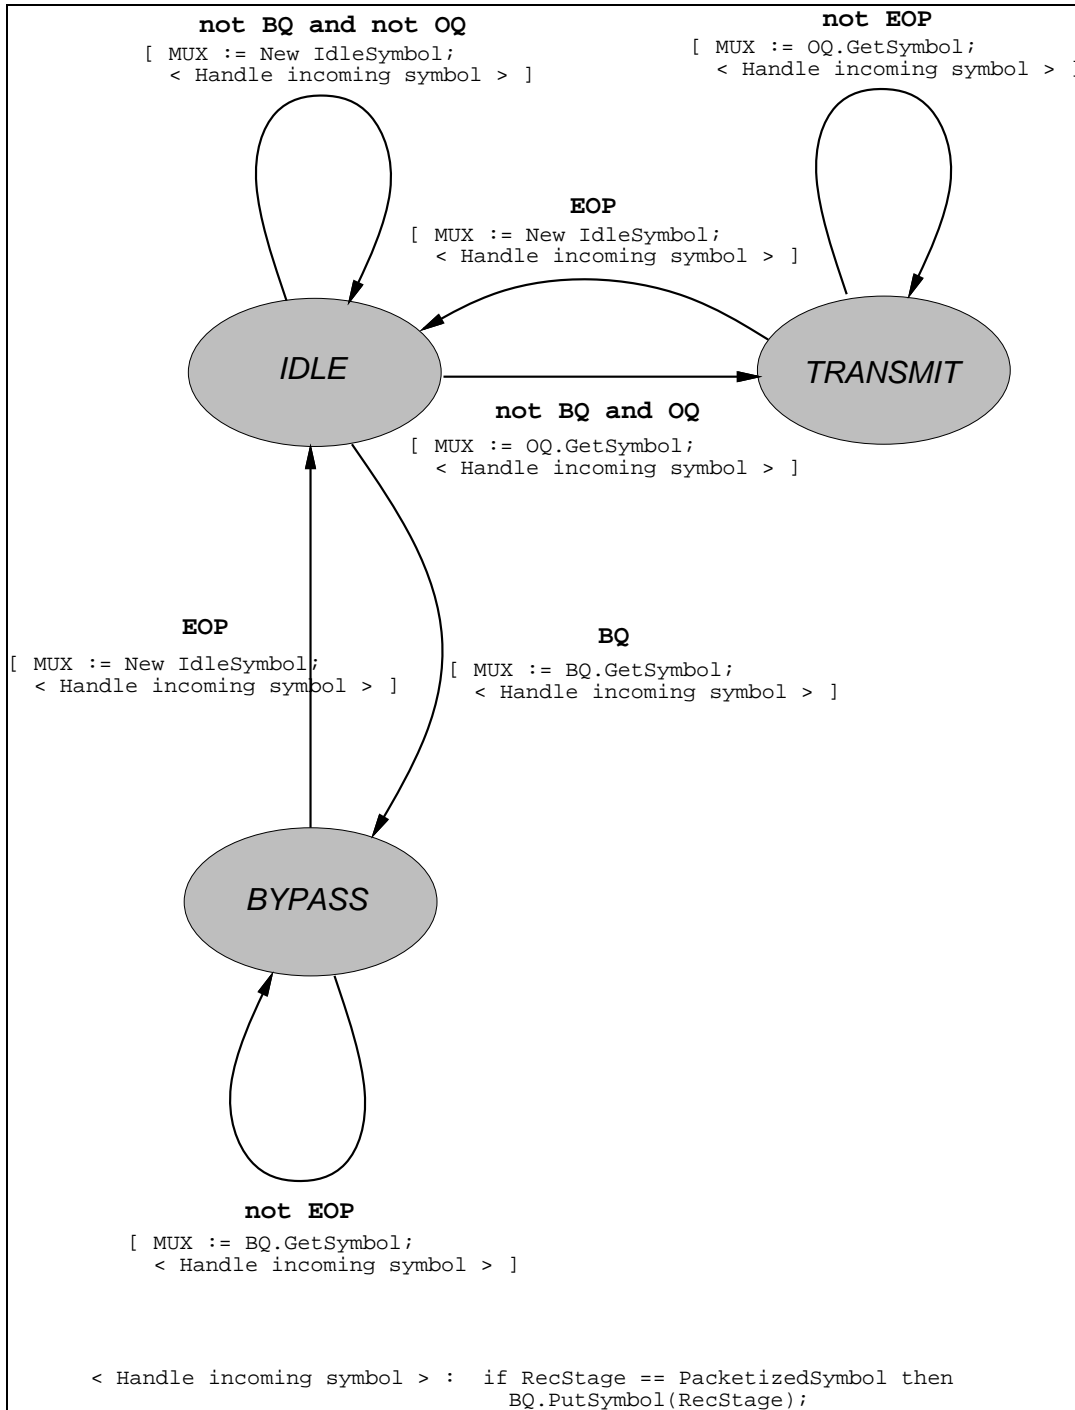 not BQ and not OQ
[ MUX := New IdleSymbol;
< Handle incoming symbol > ]
not EOP
[ MUX := OQ.GetSymbol;
< Handle incoming symbol > ]
EOP
[ MUX := New IdleSymbol;
< Handle incoming symbol > ]
IDLE
TRANSMIT
not BQ and OQ
[ MUX := OQ.GetSymbol;
< Handle incoming symbol > ]
EOP
[ MUX := New IdleSymbol;
< Handle incoming symbol > ]
BQ
[ MUX := BQ.GetSymbol;
< Handle incoming symbol > ]
BYPASS
not EOP
[ MUX := BQ.GetSymbol;
< Handle incoming symbol > ]
< Handle incoming symbol > : if RecStage == PacketizedSymbol then
BQ.PutSymbol(RecStage);